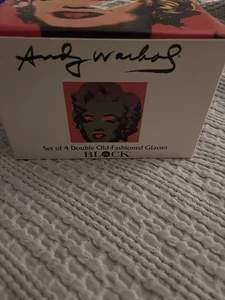 Andy Warhol
Set of 4 Double Old-Fashioned Glasses
BLOCK